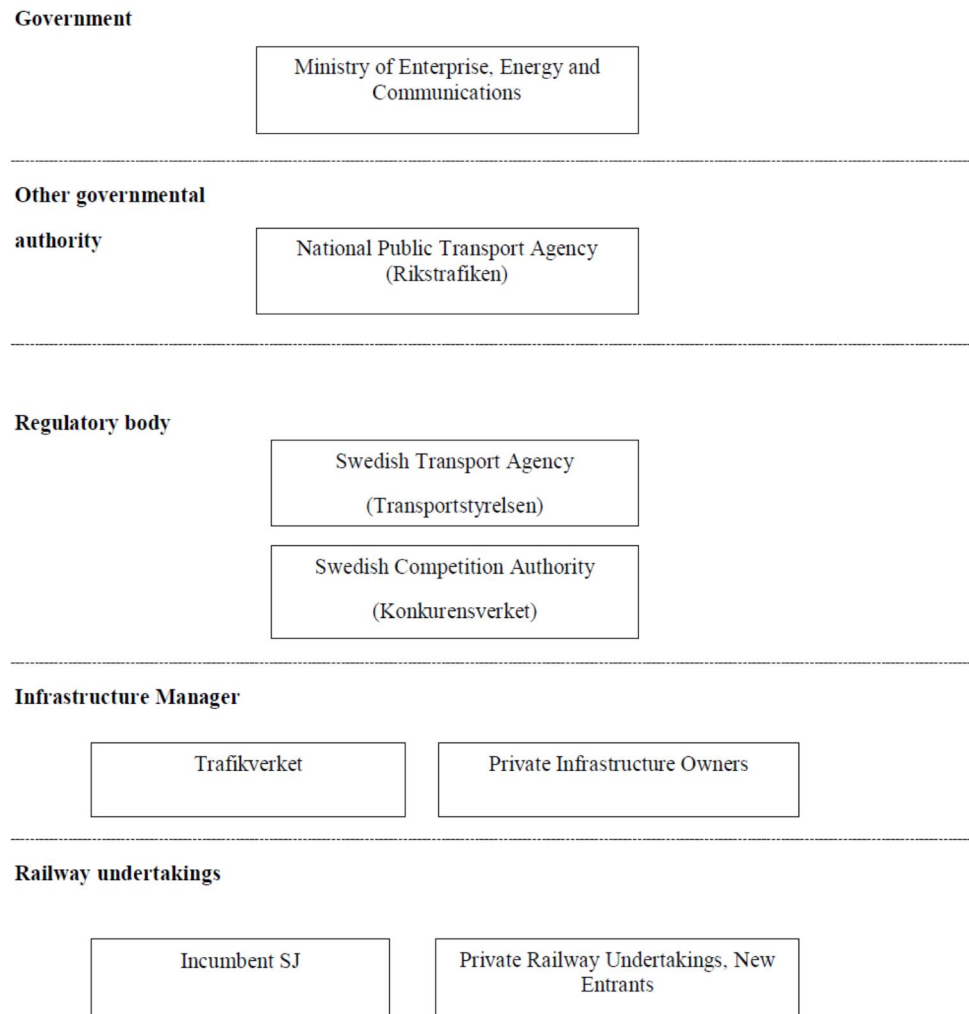 Government
Ministry of Enterprise, Energy and
Communications
Other governmental
authority
National Public Transport Agency
(Rikstrafiken)
Regulatory body
Swedish Transport Agency
(Transportstyrelsen)
Swedish Competition Authority
(Konkurensverket)
Infrastructure Manager
Trafikverket
Private Infrastructure Owners
Railway undertakings
Incumbent SJ
Private Railway Undertakings, New
Entrants